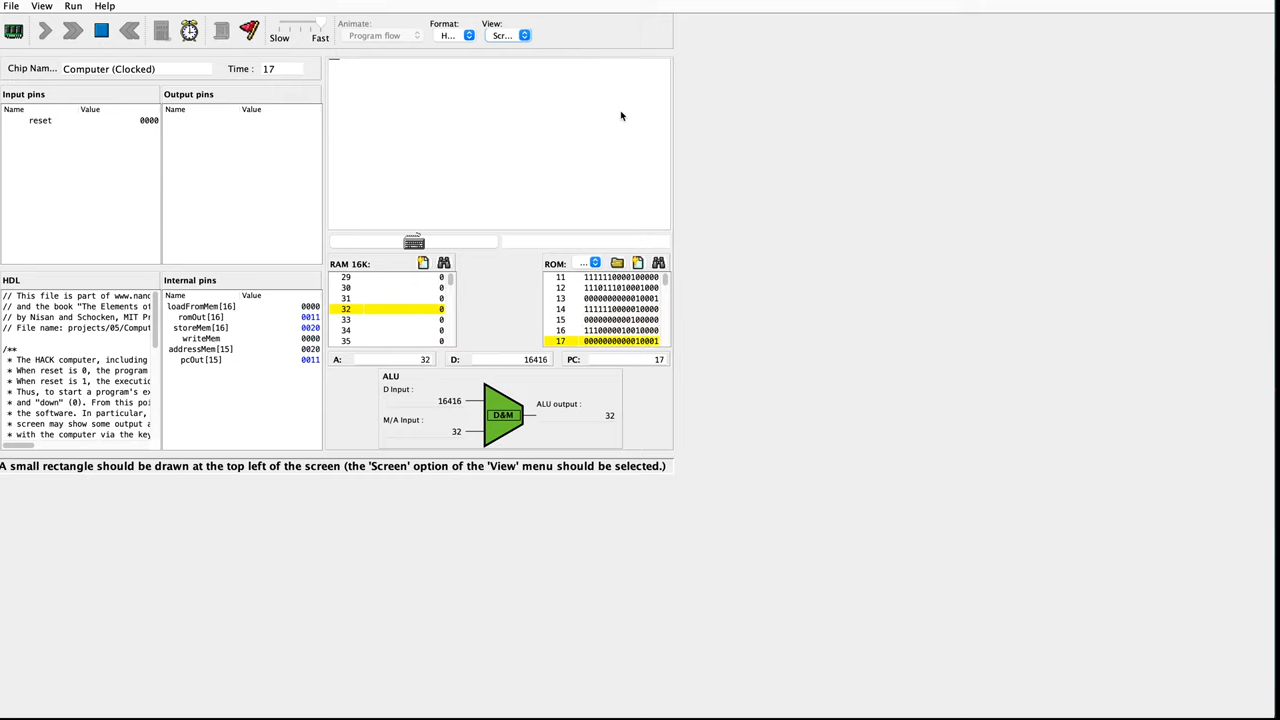 File View Run Help
Animate: Format: View:
Slow Fast Program flow H... Scr...
Chip Nam... Computer (Clocked) Time : 17
Input pins Output pins
Name Value Name Value
reset 0000
RAM 16K: ROM: ...
29 0 11 1111110000100000
30 0 12 1110111010001000
31 0 13 0000000000010001
32 0 14 1111110000010000
33 0 15 0000000000100000
34 0 16 1110000010010000
35 0 17 0000000000010001
HDL Internal pins
// This file is part of www.nand
// and the book "The Elements of
// by Nisan and Schocken, MIT Pr
// File name: projects/05/Comput
/**
* The HACK computer, including
* When reset is 0, the program
* When reset is 1, the executio
* Thus, to start a program's ex
* and "down" (0). From this poi
* the software. In particular,
* screen may show some output a
* with the computer via the key
Name Value
loadFromMem[16] 0000
romOut[16] 0011
storeMem[16] 0020
writeMem 0000
addressMem[15] 0020
pcOut[15] 0011
A: 32 D: 16416 PC: 17
ALU
D Input :
16416
M/A Input :
32
D&M
ALU output :
32
A small rectangle should be drawn at the top left of the screen (the 'Screen' option of the 'View' menu should be selected.)